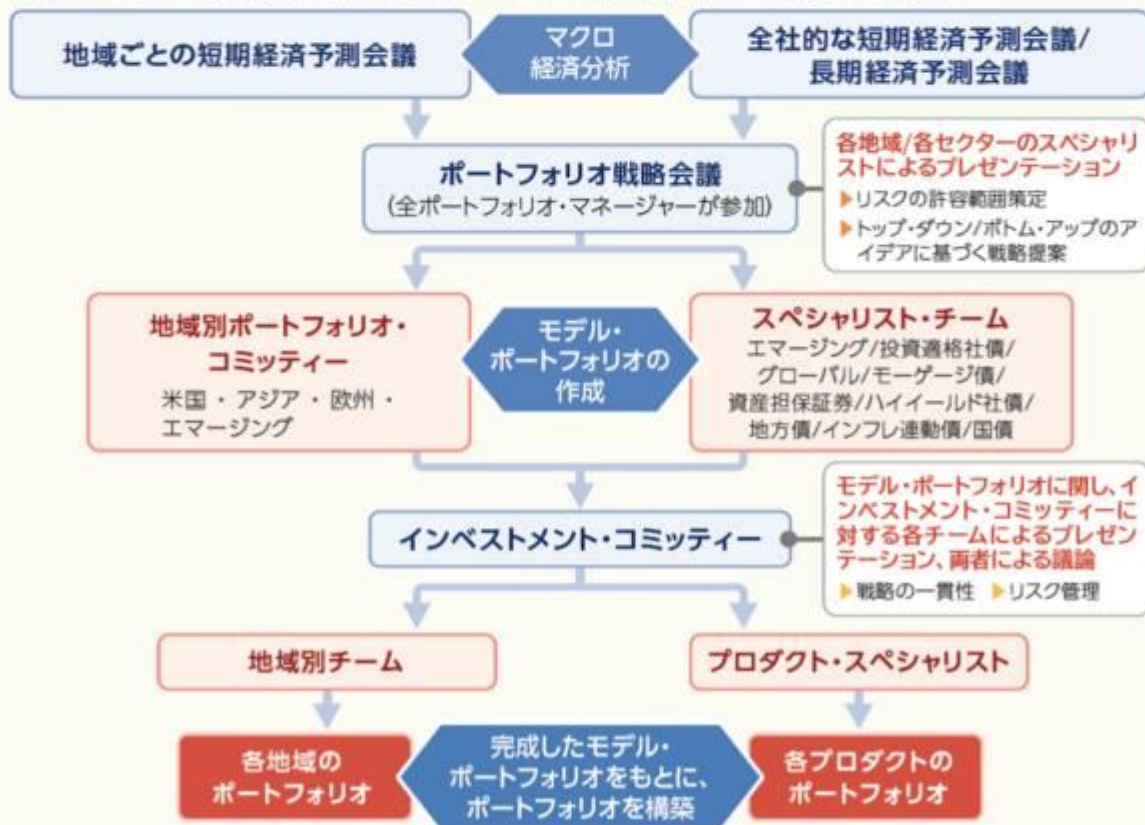 地域ごとの短期経済予測会議
マクロ
経済分析
全社的な短期経済予測会議/
長期経済予測会議
ポートフォリオ戦略会議
(全ポートフォリオ・マネージャーが参加)
各地域/各セクターのスペシャリ
ストによるプレゼンテーション
▶リスクの許容範囲策定
▶トップ・ダウン/ボトム・アップのア
イデアに基づく戦略提案
地域別ポートフォリオ・
コミッティー
米国・アジア・欧州・
エマージング
モデル・
ポートフォリオの
作成
スペシャリスト・チーム
エマージング/投資適格社債/
グローバル/モーゲージ債/
資産担保証券/ハイイールド社債/
地方債/インフレ連動債/国債
インベストメント・コミッティー
モデル・ポートフォリオに関し、イ
ンベストメント・コミッティーに
対する各チームによるプレゼン
テーション、両者による議論
▶戦略の一貫性 ▶リスク管理
地域別チーム
プロダクト・スペシャリスト
各地域の
ポートフォリオ
完成したモデル・
ポートフォリオをもとに、
ポートフォリオを構築
各プロダクトの
ポートフォリオ